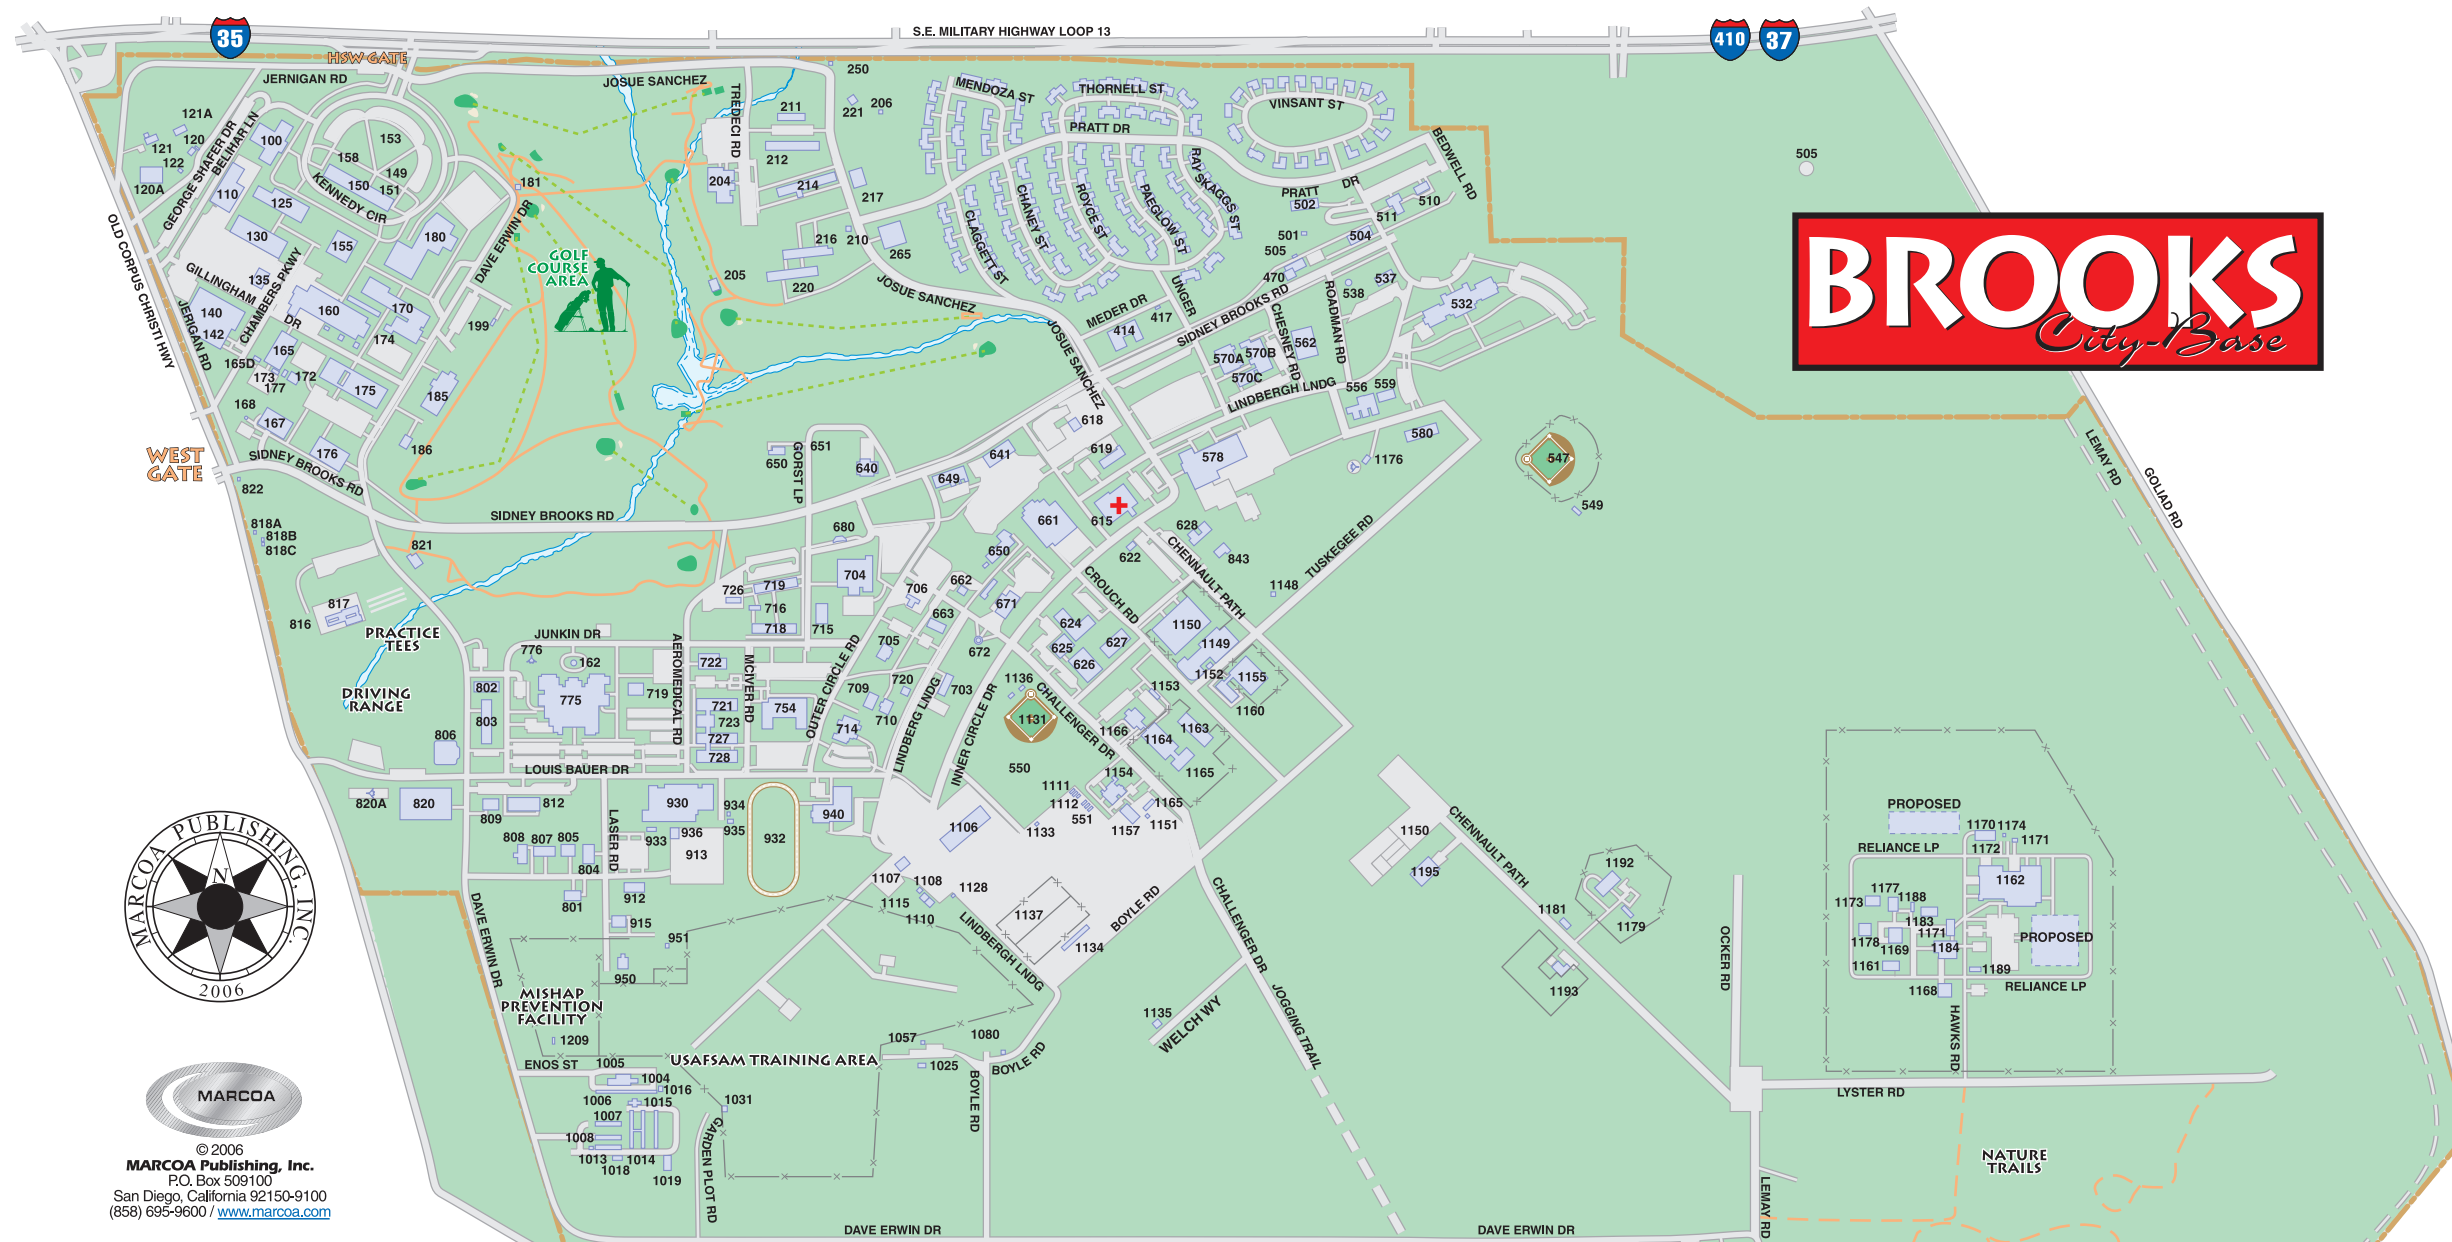 35
S.E. MILITARY HIGHWAY LOOP 13
410
37
HSW GATE
JERNIGAN RD
JOSUE SANCHEZ
TREDECI RD
250
206
221
211
212
204
214
217
216
210
265
205
220
JOSUE SANCHEZ
MENDOZA ST
THORNELL ST
VINSANT ST
PRATT DR
RAY SKAGGS ST
CHANEY ST
ROYCE ST
PAEGLOW ST
CLAGGETT ST
UNGER
MEDER DR
414
417
BEDWELL RD
PRATT DR
502
510
511
501
504
505
470
537
538
532
505
BROOKS
City-Base
121A
120
121
122
120A
GEORGE SHAFER DR
BELIHAR LN
100
110
125
130
135
140
142
153
158
149
150
151
KENNEDY CIR
155
180
181
DAVE ERWIN DR
GOLF
COURSE
AREA
OLD CORPUS CHRISTI HWY
GILLINGHAM DR
JERIGAN RD
CHAMBERS PKWY
160
170
174
199
165
165D
173
177
172
175
185
168
167
176
186
WEST
GATE
SIDNEY BROOKS RD
822
818A
818B
818C
821
816
817
PRACTICE
TEES
DRIVING
RANGE
SIDNEY BROOKS RD
JOSUE SANCHEZ
SIDNEY BROOKS RD
CHESNEY RD
ROADMAN RD
570A
570B
570C
562
LINDBERGH LNDG
556
559
580
578
1176
547
549
TUSKEGEE RD
LEMAY RD
GOLIAD RD
618
619
615
641
649
640
650
651
GORST LP
661
628
622
843
1148
CHENNAULT PATH
CROUCH RD
680
704
706
650
662
671
663
672
705
726
719
716
718
715
624
625
626
627
1150
1149
1152
1155
1160
1153
1163
1164
1165
1166
1136
1131
CHALLENGER DR
550
1154
1111
1112
551
1157
1165
1151
1133
1106
JUNKIN DR
776
162
775
719
802
803
806
AEROMEDICAL RD
MCIVER RD
722
721
723
727
728
754
OUTER CIRCLE RD
709
710
720
703
714
LINDBERG LNDG
INNER CIRCLE DR
LOUIS BAUER DR
820A
820
809
812
808
807
805
804
801
LASER RD
930
934
935
936
933
913
932
940
912
915
951
950
1107
1108
1115
1110
1128
1137
1134
LINDBERGH LNDG
BOYLE RD
CHALLENGER DR
JOGGING TRAIL
1135
WELCH WY
DAVE ERWIN DR
MISHAP
PREVENTION
FACILITY
1209
ENOS ST
USAFSAM TRAINING AREA
1057
1080
1025
BOYLE RD
BOYLE RD
1005
1004
1016
1006
1015
1007
1008
1013
1018
1014
1019
1031
GARDEN PLOT RD
DAVE ERWIN DR
DAVE ERWIN DR
1150
1195
CHENNAULT PATH
1192
1181
1179
1193
OCKER RD
PROPOSED
RELIANCE LP
1170
1174
1171
1172
1162
1177
1188
1173
1183
1171
1178
1169
1184
1161
1189
1168
PROPOSED
RELIANCE LP
HAWKS RD
LYSTER RD
LEMAY RD
NATURE
TRAILS
MARCOA PUBLISHING, INC.
N
2006
MARCOA
© 2006
MARCOA Publishing, Inc.
P.O. Box 509100
San Diego, California 92150-9100
(858) 695-9600 / www.marcoa.com